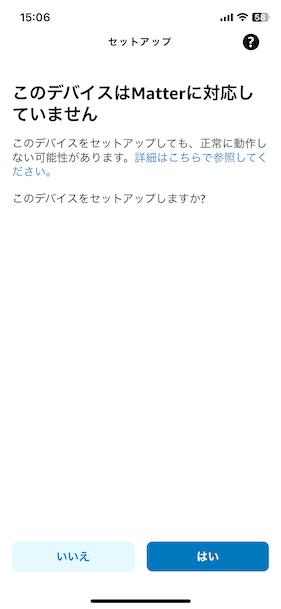 15:06
58
セットアップ
?
このデバイスはMatterに対応し
ていません
このデバイスをセットアップしても、正常に動作し
ない可能性があります。詳細はこちらで参照してく
ださい。
このデバイスをセットアップしますか?
いいえ
はい